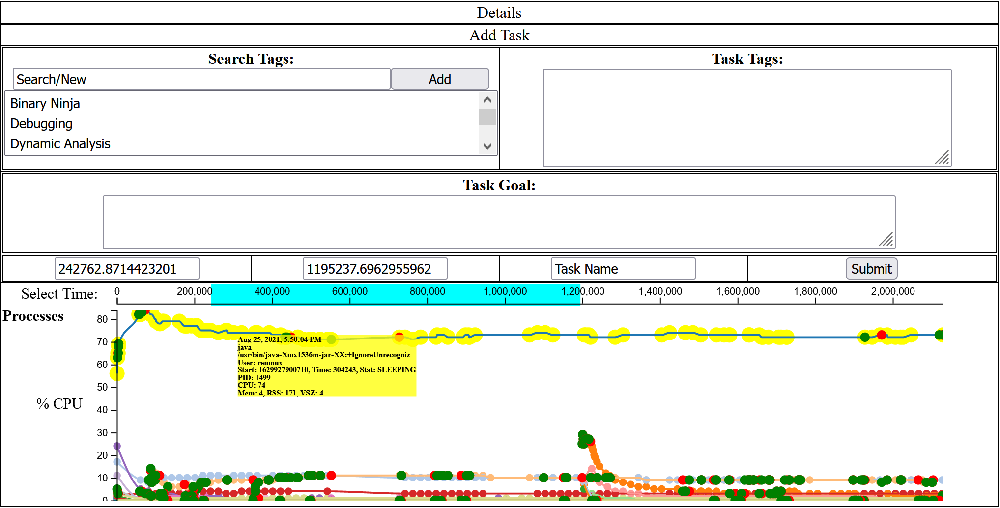 Details
Add Task
Search Tags:
Task Tags:
Search/New
Add
Binary Ninja
Debugging
Dynamic Analysis
Task Goal:
242762.8714423201
1195237.6962955962
Task Name
Submit
Select Time:
0 200,000 400,000 600,000 800,000 1,000,000 1,200,000 1,400,000 1,600,000 1,800,000 2,000,000
Processes
% CPU
80
70
60
50
40
30
20
10
0
Aug 25, 2021, 5:50:04 PM
java
/usr/bin/java-Xmx1536m-jar-XX:+IgnoreUnrecogniz
User: remnux
Start: 1629927900710, Time: 304243, Stat: SLEEPING
PID: 1499
CPU: 74
Mem: 4, RSS: 171, VSZ: 4